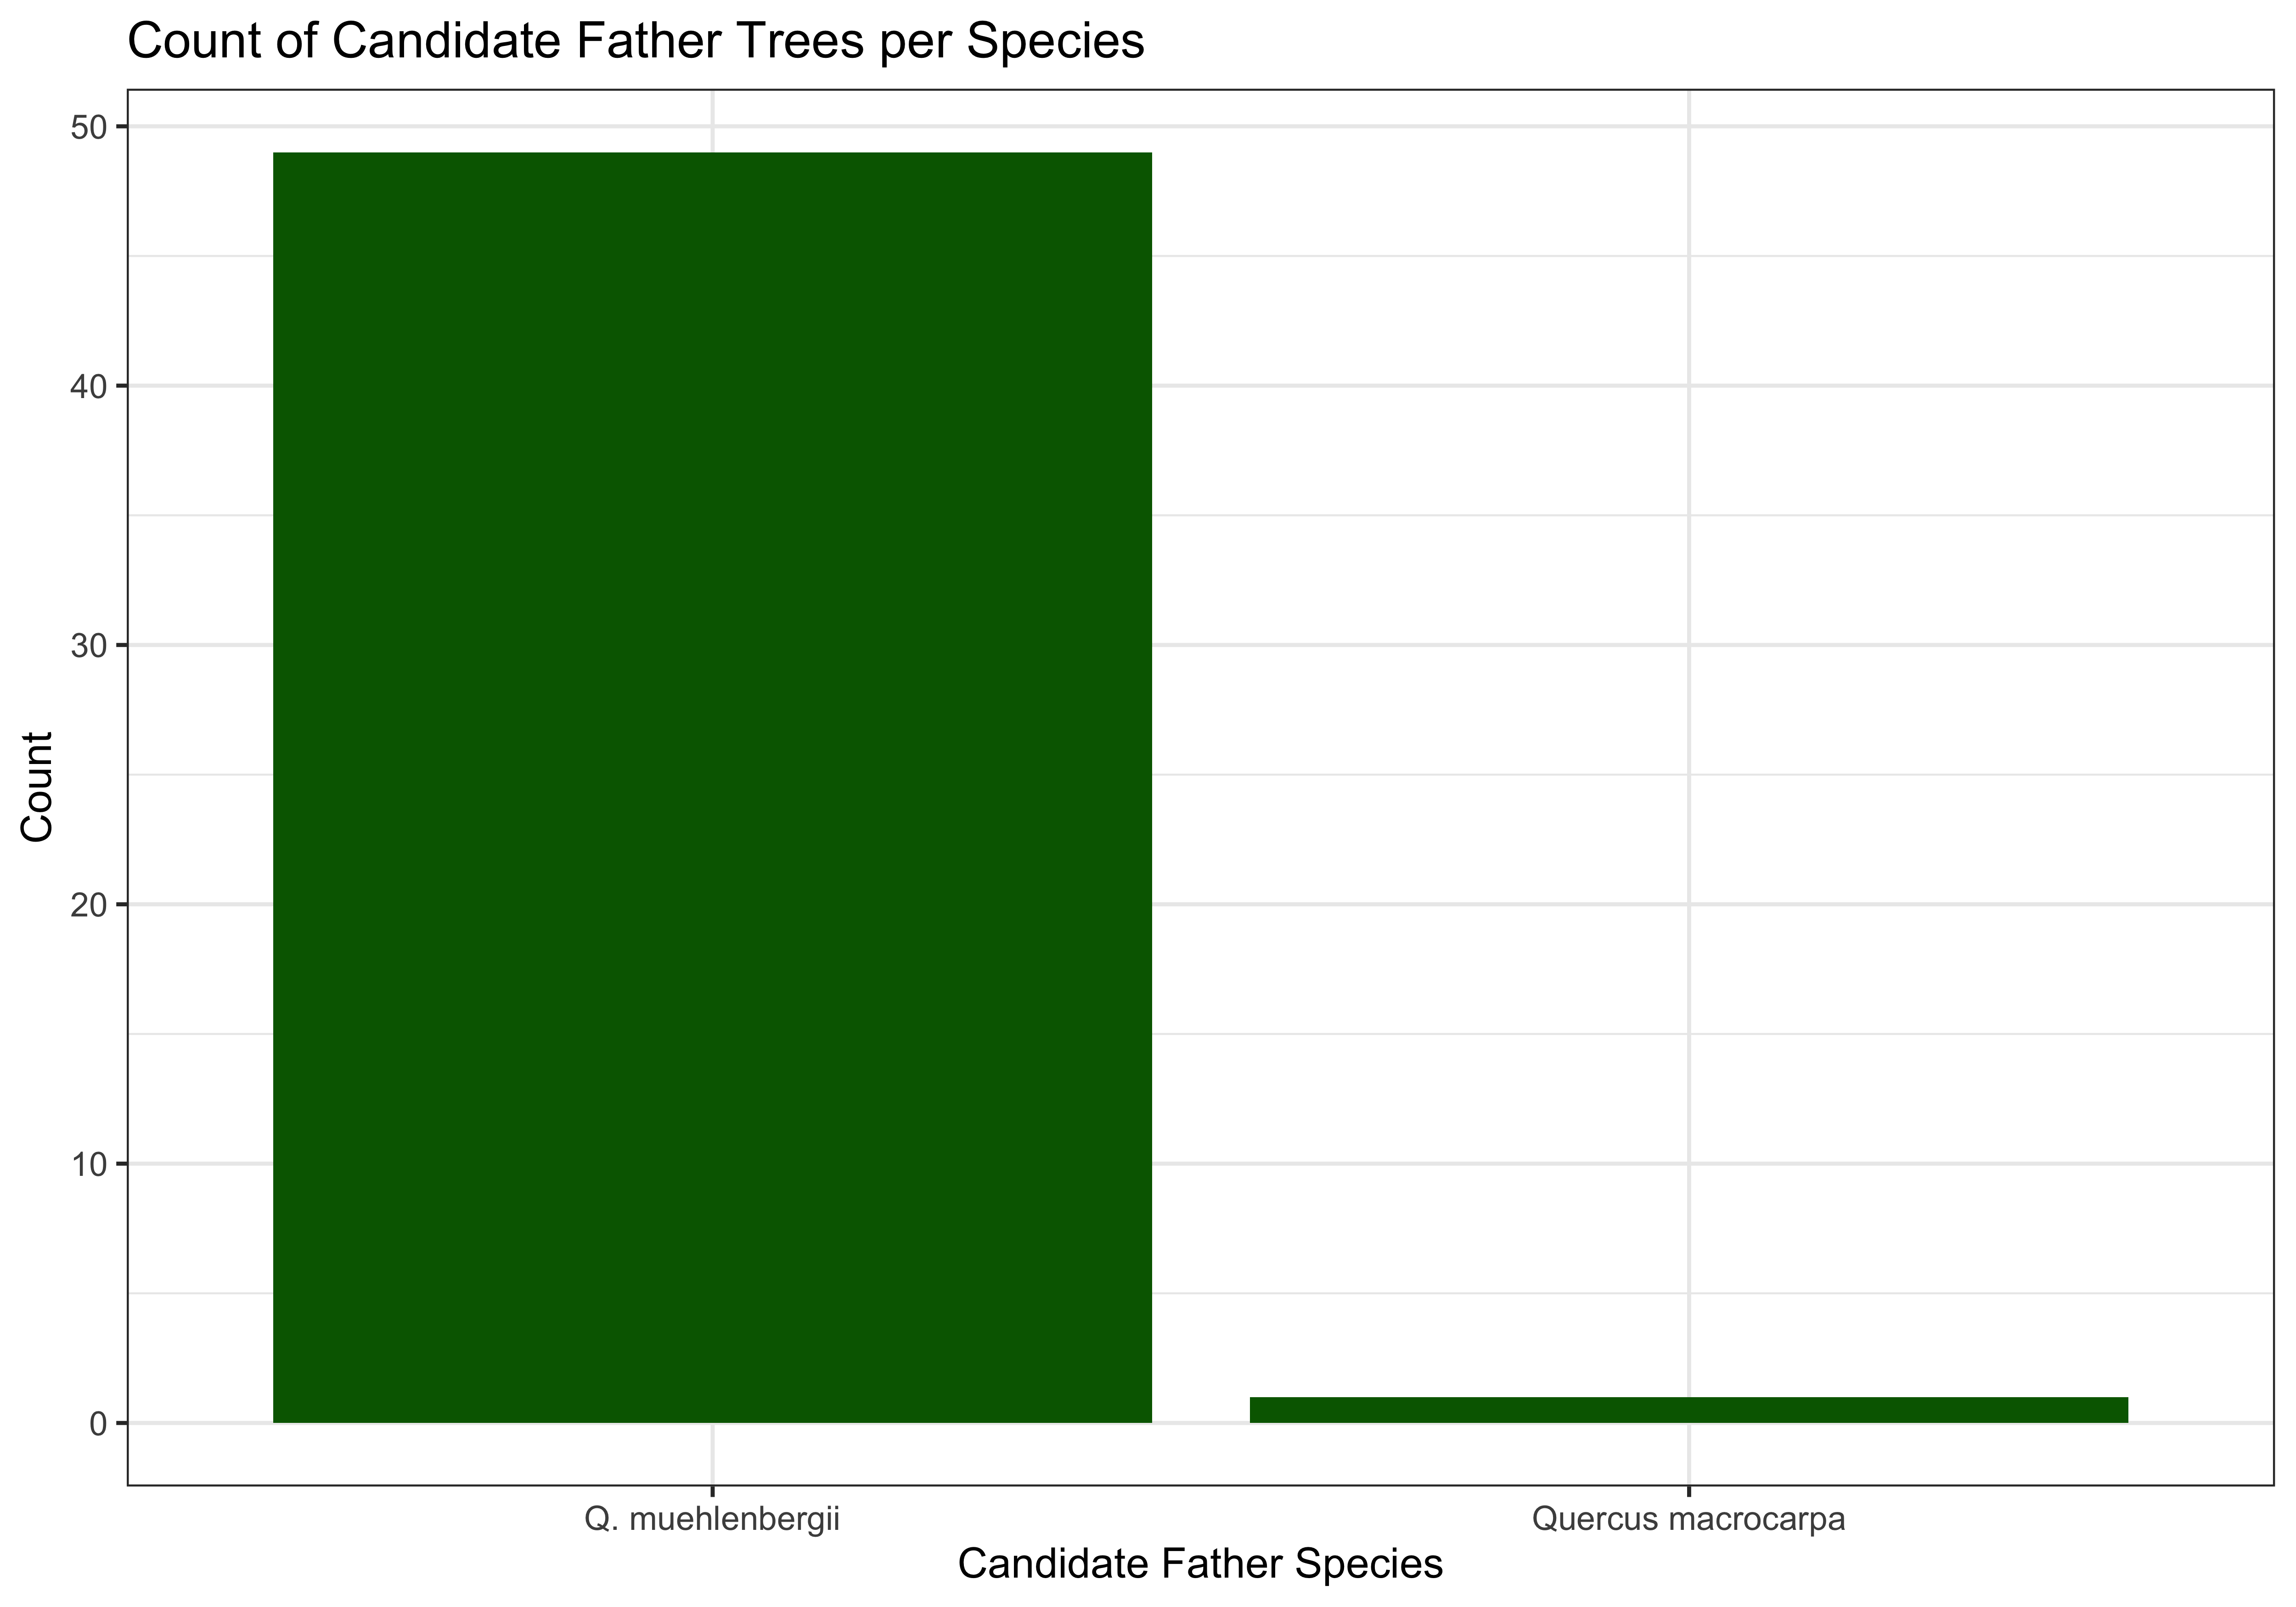 Count of Candidate Father Trees per Species
50
40
30
20
10
0
Count
Q. muehlenbergii
Quercus macrocarpa
Candidate Father Species